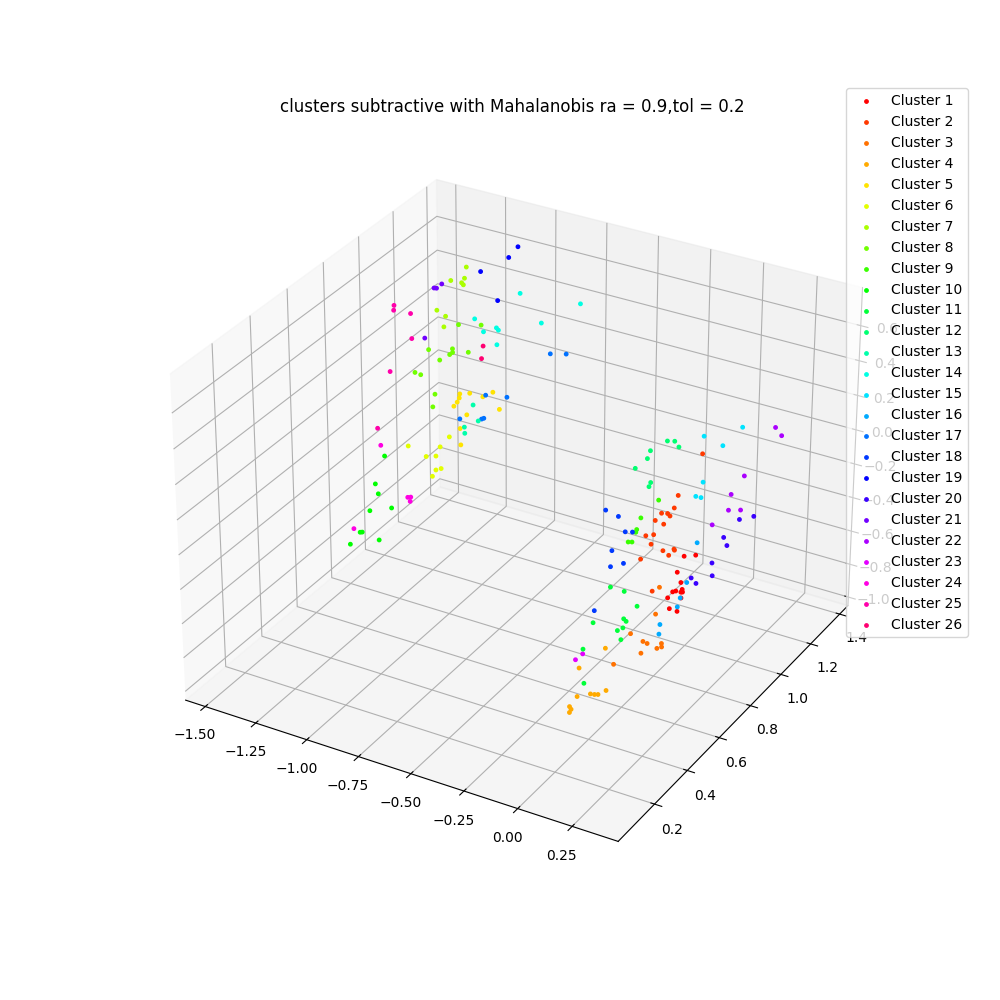 clusters subtractive with Mahalanobis ra = 0.9,tol = 0.2
Cluster 1
Cluster 2
Cluster 3
Cluster 4
Cluster 5
Cluster 6
Cluster 7
Cluster 8
Cluster 9
Cluster 10
Cluster 11
Cluster 12
Cluster 13
Cluster 14
Cluster 15
Cluster 16
Cluster 17
Cluster 18
Cluster 19
Cluster 20
Cluster 21
Cluster 22
Cluster 23
Cluster 24
Cluster 25
Cluster 26
0.6
0.4
0.2
0.0
−0.2
−0.4
−0.6
−0.8
−1.0
1.4
1.2
1.0
0.8
0.6
0.4
0.2
−1.50
−1.25
−1.00
−0.75
−0.50
−0.25
0.00
0.25